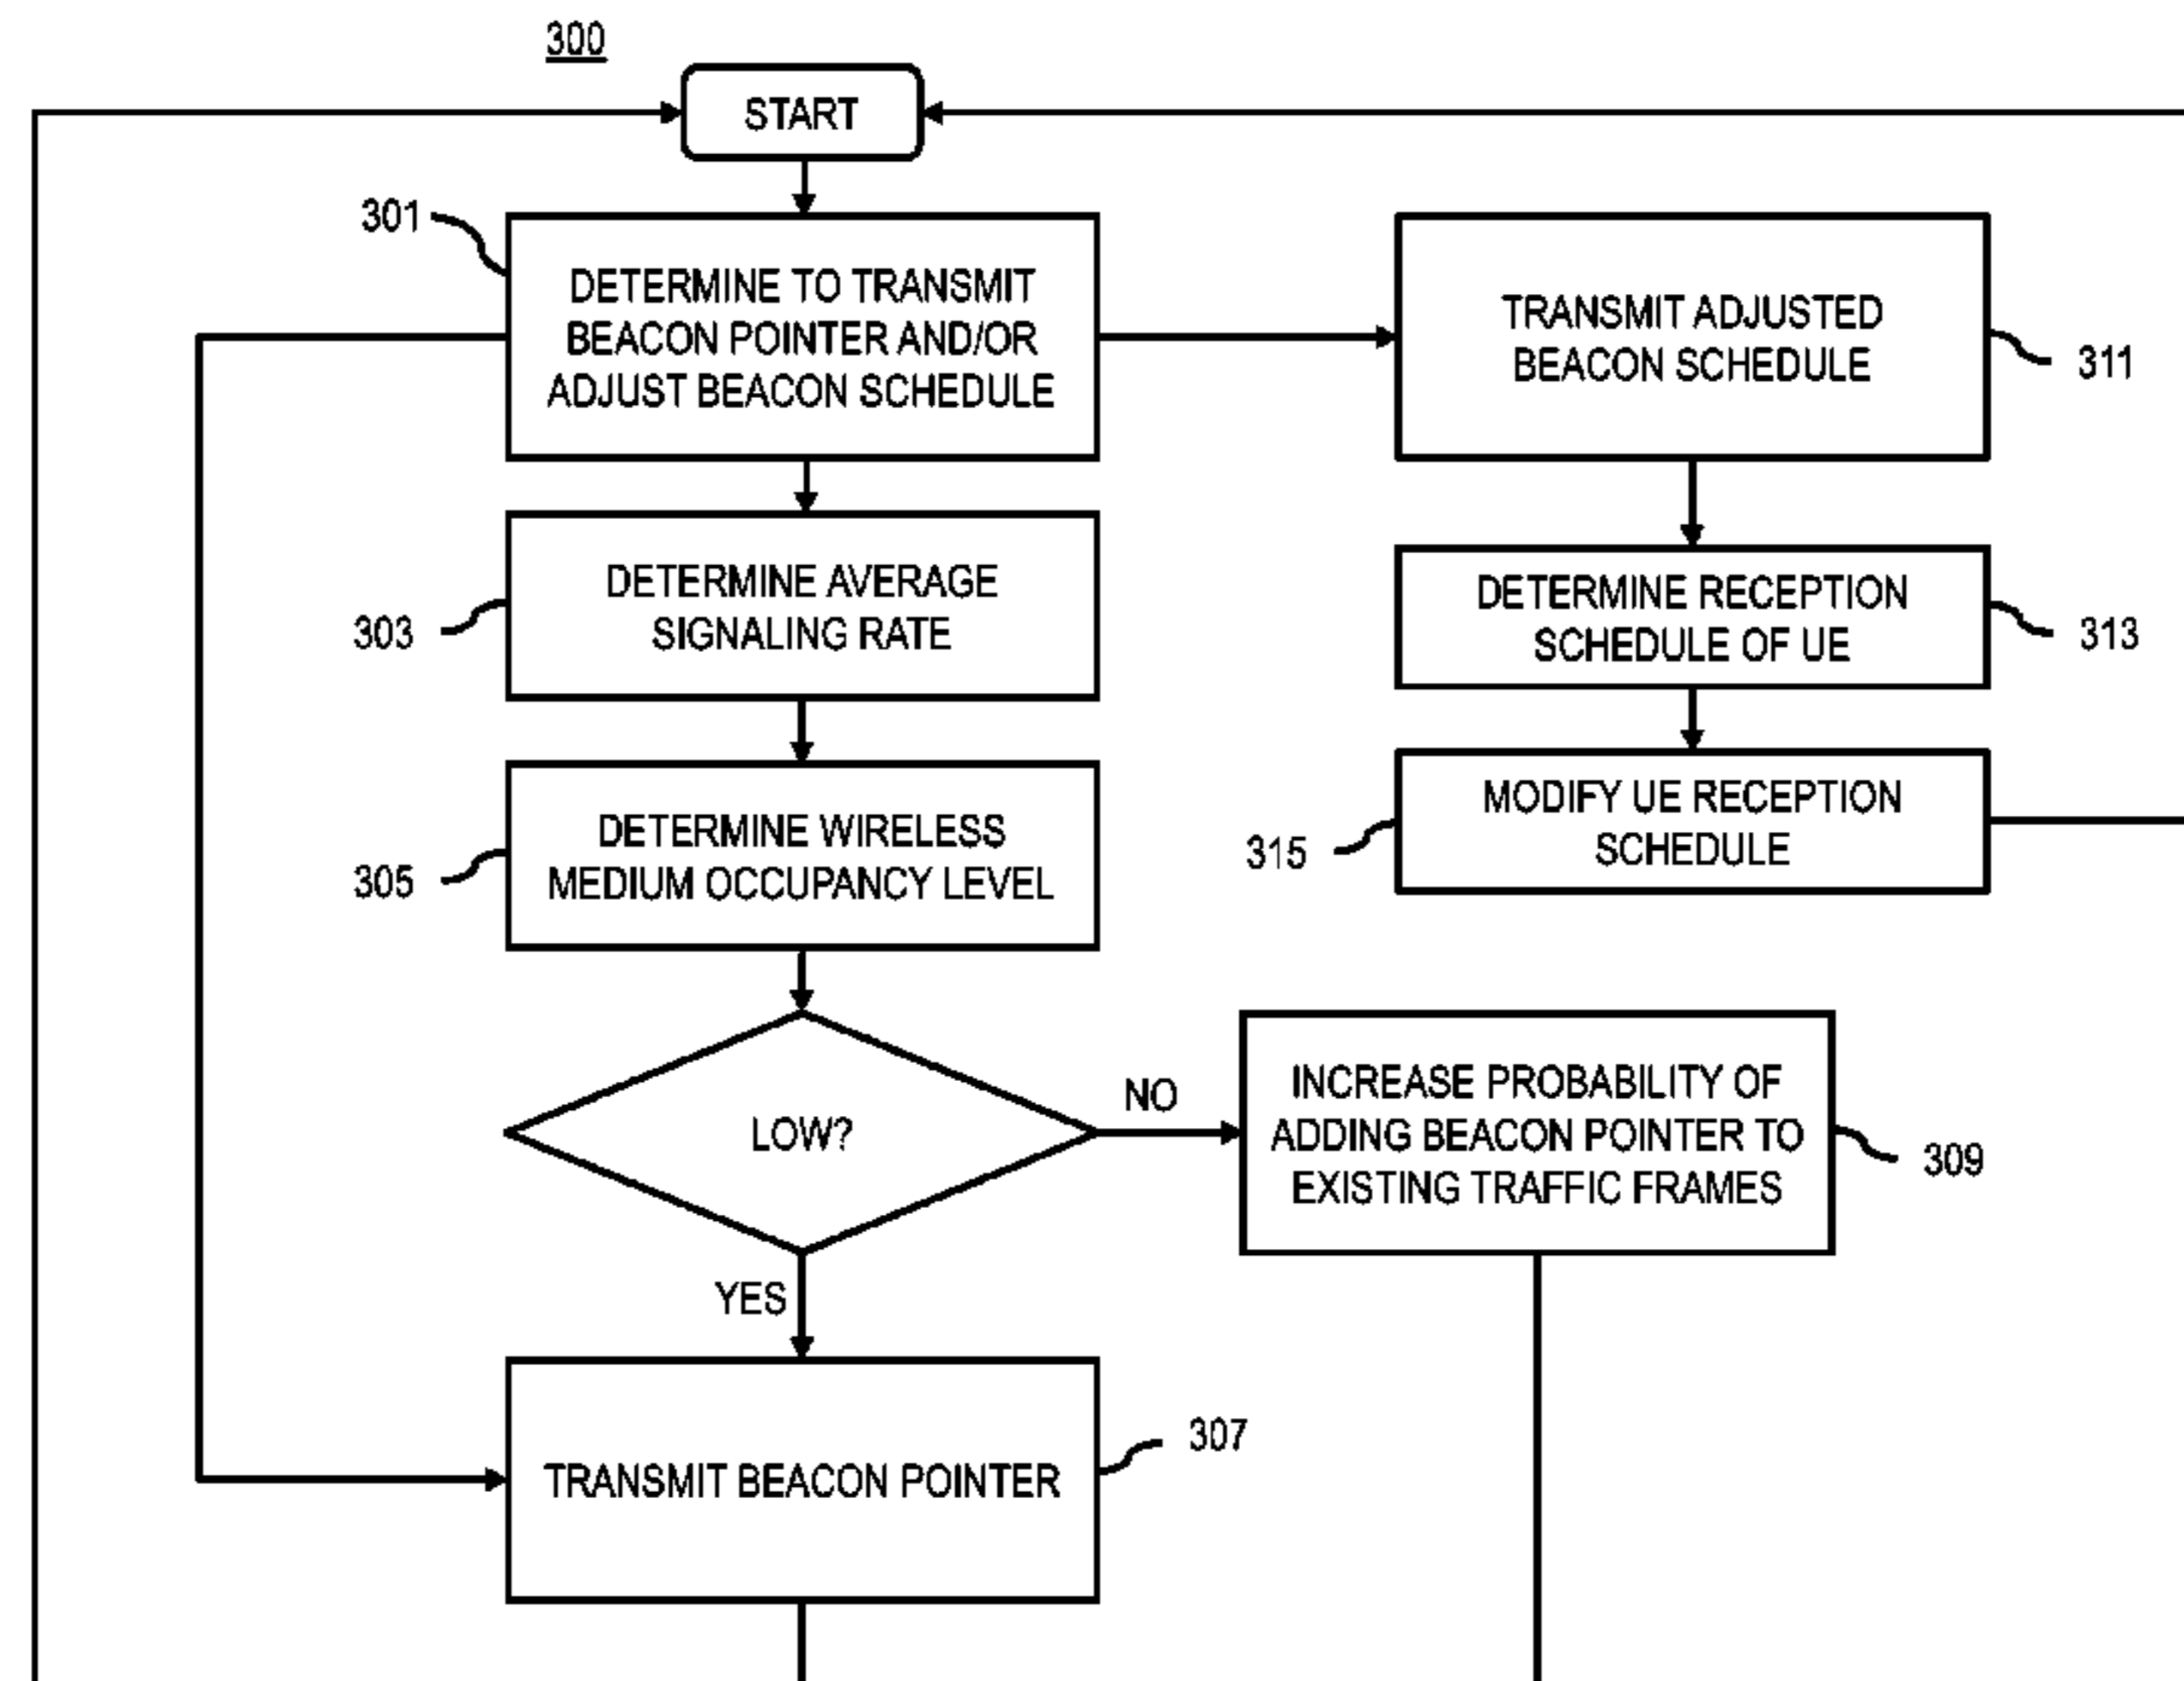 300
START
301
DETERMINE TO TRANSMIT
BEACON POINTER AND/OR
ADJUST BEACON SCHEDULE
TRANSMIT ADJUSTED
BEACON SCHEDULE
311
DETERMINE AVERAGE
SIGNALING RATE
303
DETERMINE RECEPTION
SCHEDULE OF UE
313
DETERMINE WIRELESS
MEDIUM OCCUPANCY LEVEL
305
MODIFY UE RECEPTION
SCHEDULE
315
LOW?
NO
INCREASE PROBABILITY OF
ADDING BEACON POINTER TO
EXISTING TRAFFIC FRAMES
309
YES
TRANSMIT BEACON POINTER
307